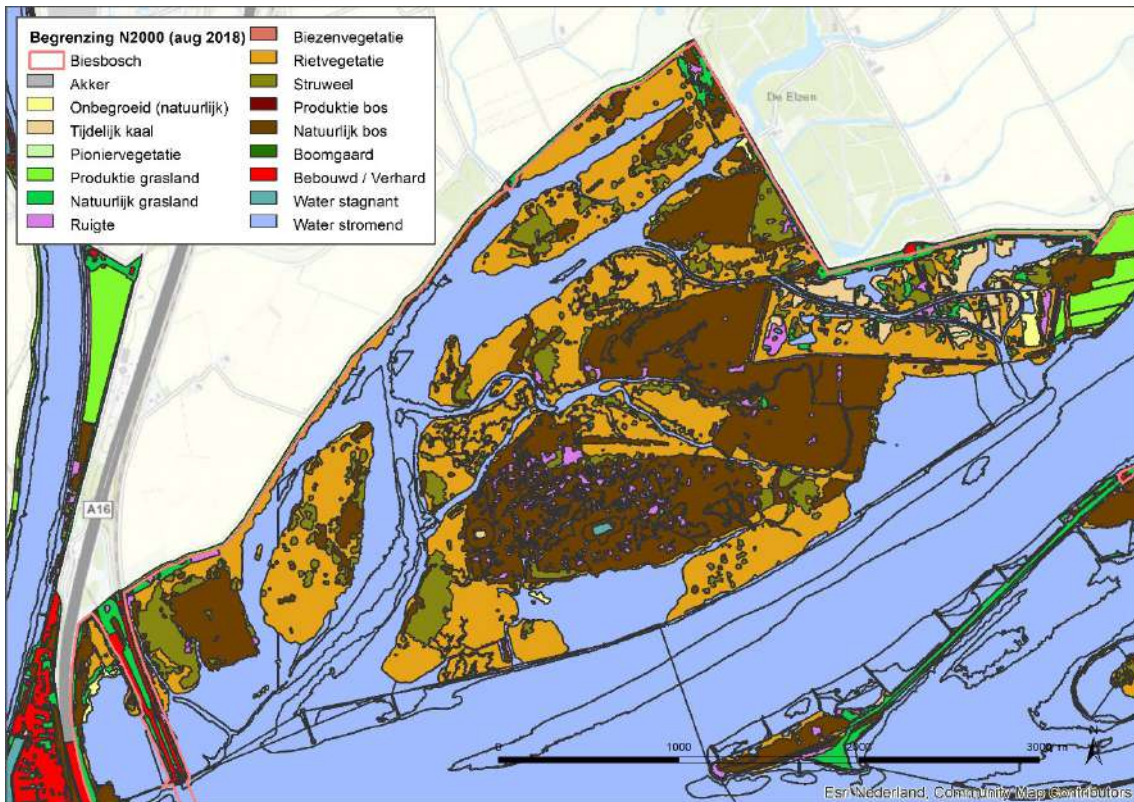 Begrenzing N2000 (aug 2018)
Biesbosch
Akker
Onbegroeid (natuurlijk)
Tijdelijk kaal
Pioniervegetatie
Produktie grasland
Natuurlijk grasland
Ruigte
Biezenvegetatie
Rietvegetatie
Struweel
Produktie bos
Natuurlijk bos
Boomgaard
Bebouwd / Verhard
Water stagnant
Water stromend
De Elzen
A16
0 1000 2000 3000 m
N
Esri Nederland, Community Map Contributors